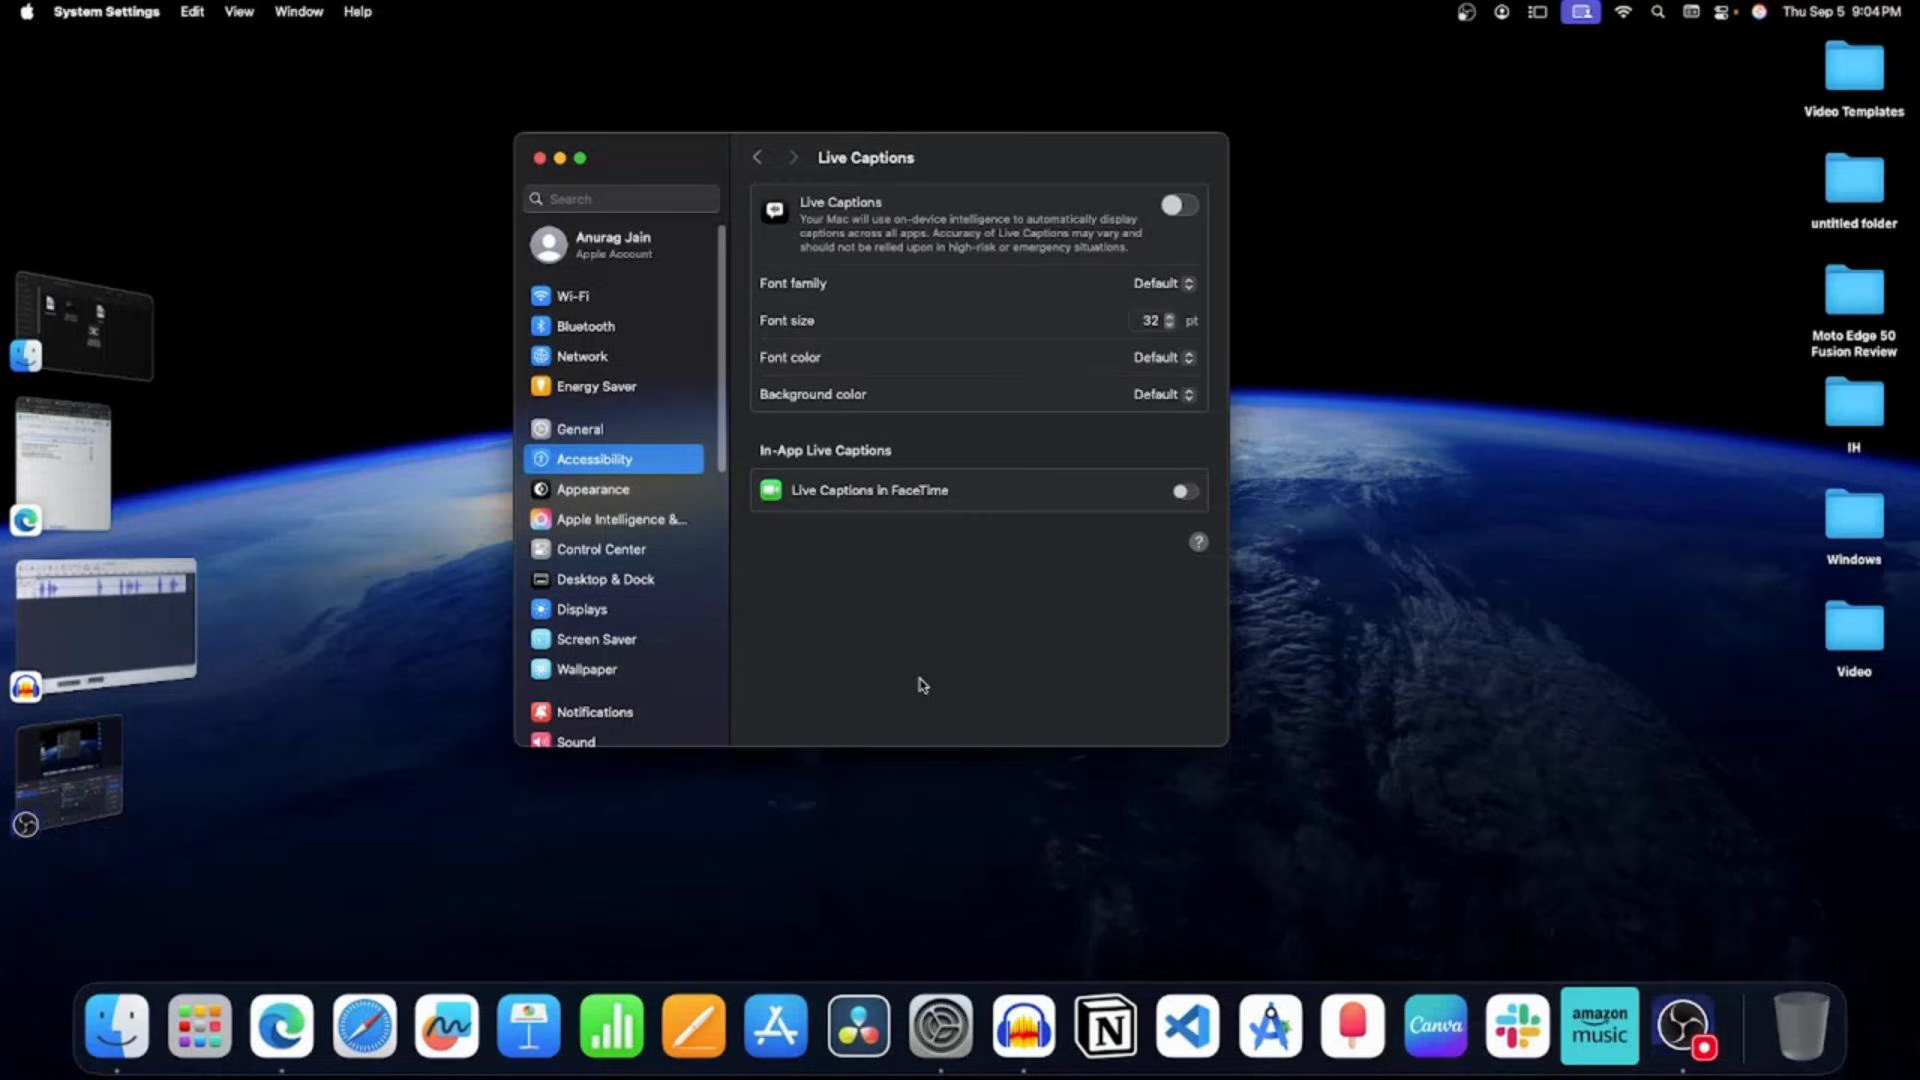 System Settings Edit View Window Help
Thu Sep 5 9:04 PM
Video Templates
untitled folder
Moto Edge 50
Fusion Review
IH
Windows
Video
Search
Anurag Jain
Apple Account
Wi-Fi
Bluetooth
Network
Energy Saver
General
Accessibility
Appearance
Apple Intelligence &...
Control Center
Desktop & Dock
Displays
Screen Saver
Wallpaper
Notifications
Sound
Live Captions
Live Captions
Your Mac will use on-device intelligence to automatically display
captions across all apps. Accuracy of Live Captions may vary and
should not be relied upon in high-risk or emergency situations.
Font family Default
Font size 32 pt
Font color Default
Background color Default
In-App Live Captions
Live Captions in FaceTime
?
Canva
amazon
music